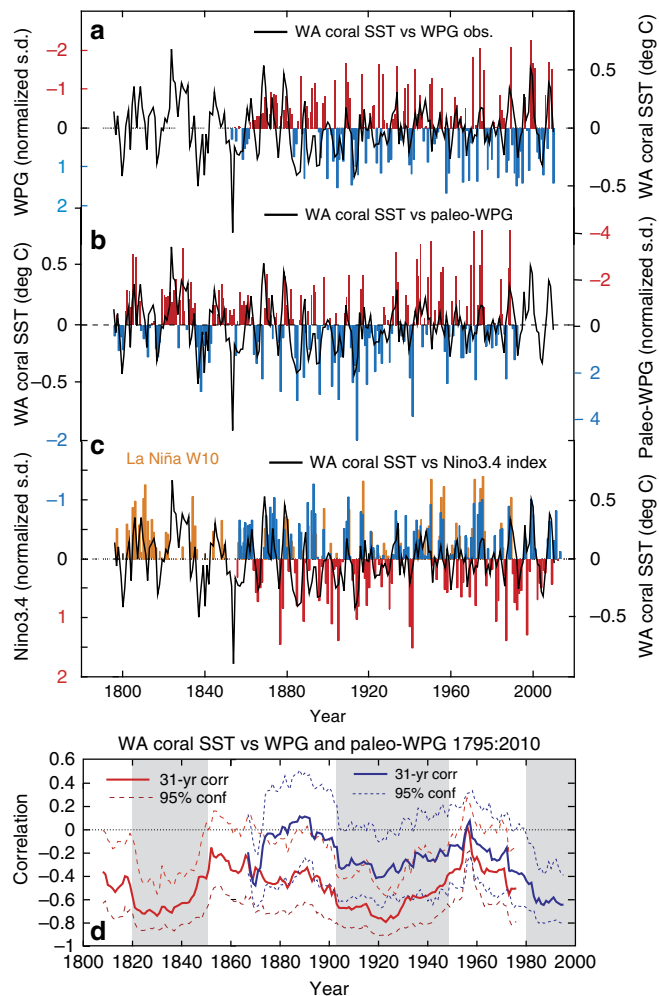 a
WA coral SST vs WPG obs.
WPG (normalized s.d.)
−2
−1
0
1
2
0.5
0
−0.5
WA coral SST (deg C)
b
WA coral SST vs paleo-WPG
WA coral SST (deg C)
0.5
0
−0.5
−4
−2
0
2
4
Paleo-WPG (normalized s.d.)
c
La Niña W10
WA coral SST vs Nino3.4 index
Nino3.4 (normalized s.d.)
−2
−1
0
1
2
0.5
0
−0.5
WA coral SST (deg C)
1800 1840 1880 1920 1960 2000
Year
WA coral SST vs WPG and paleo-WPG 1795:2010
31-yr corr
95% conf
31-yr corr
95% conf
Correlation
0.6
0.4
0.2
0
−0.2
−0.4
−0.6
−0.8
−1
d
1800 1820 1840 1860 1880 1900 1920 1940 1960 1980 2000
Year